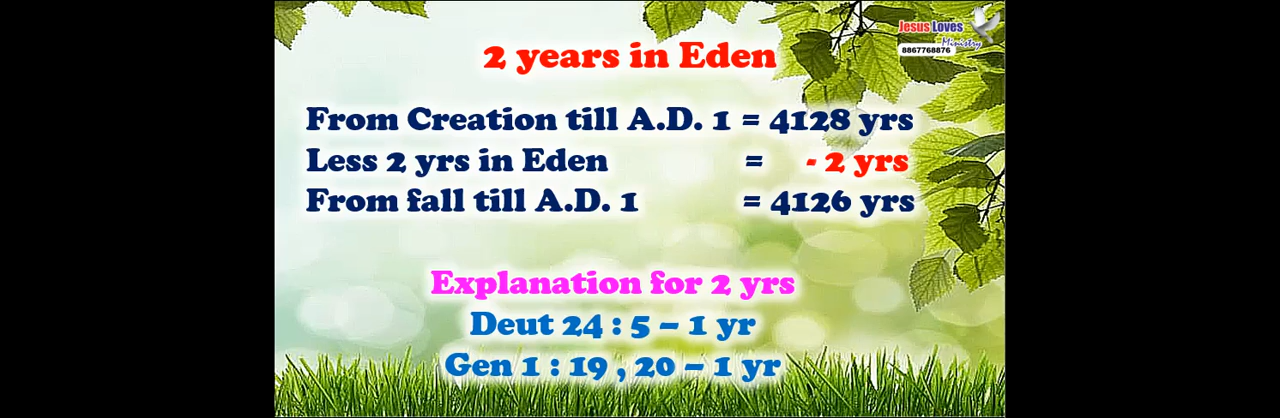 Jesus Loves
Ministry
8867768876
2 years in Eden
From Creation till A.D. 1 = 4128 yrs
Less 2 yrs in Eden = - 2 yrs
From fall till A.D. 1 = 4126 yrs
Explanation for 2 yrs
Deut 24 : 5 – 1 yr
Gen 1 : 19 , 20 – 1 yr